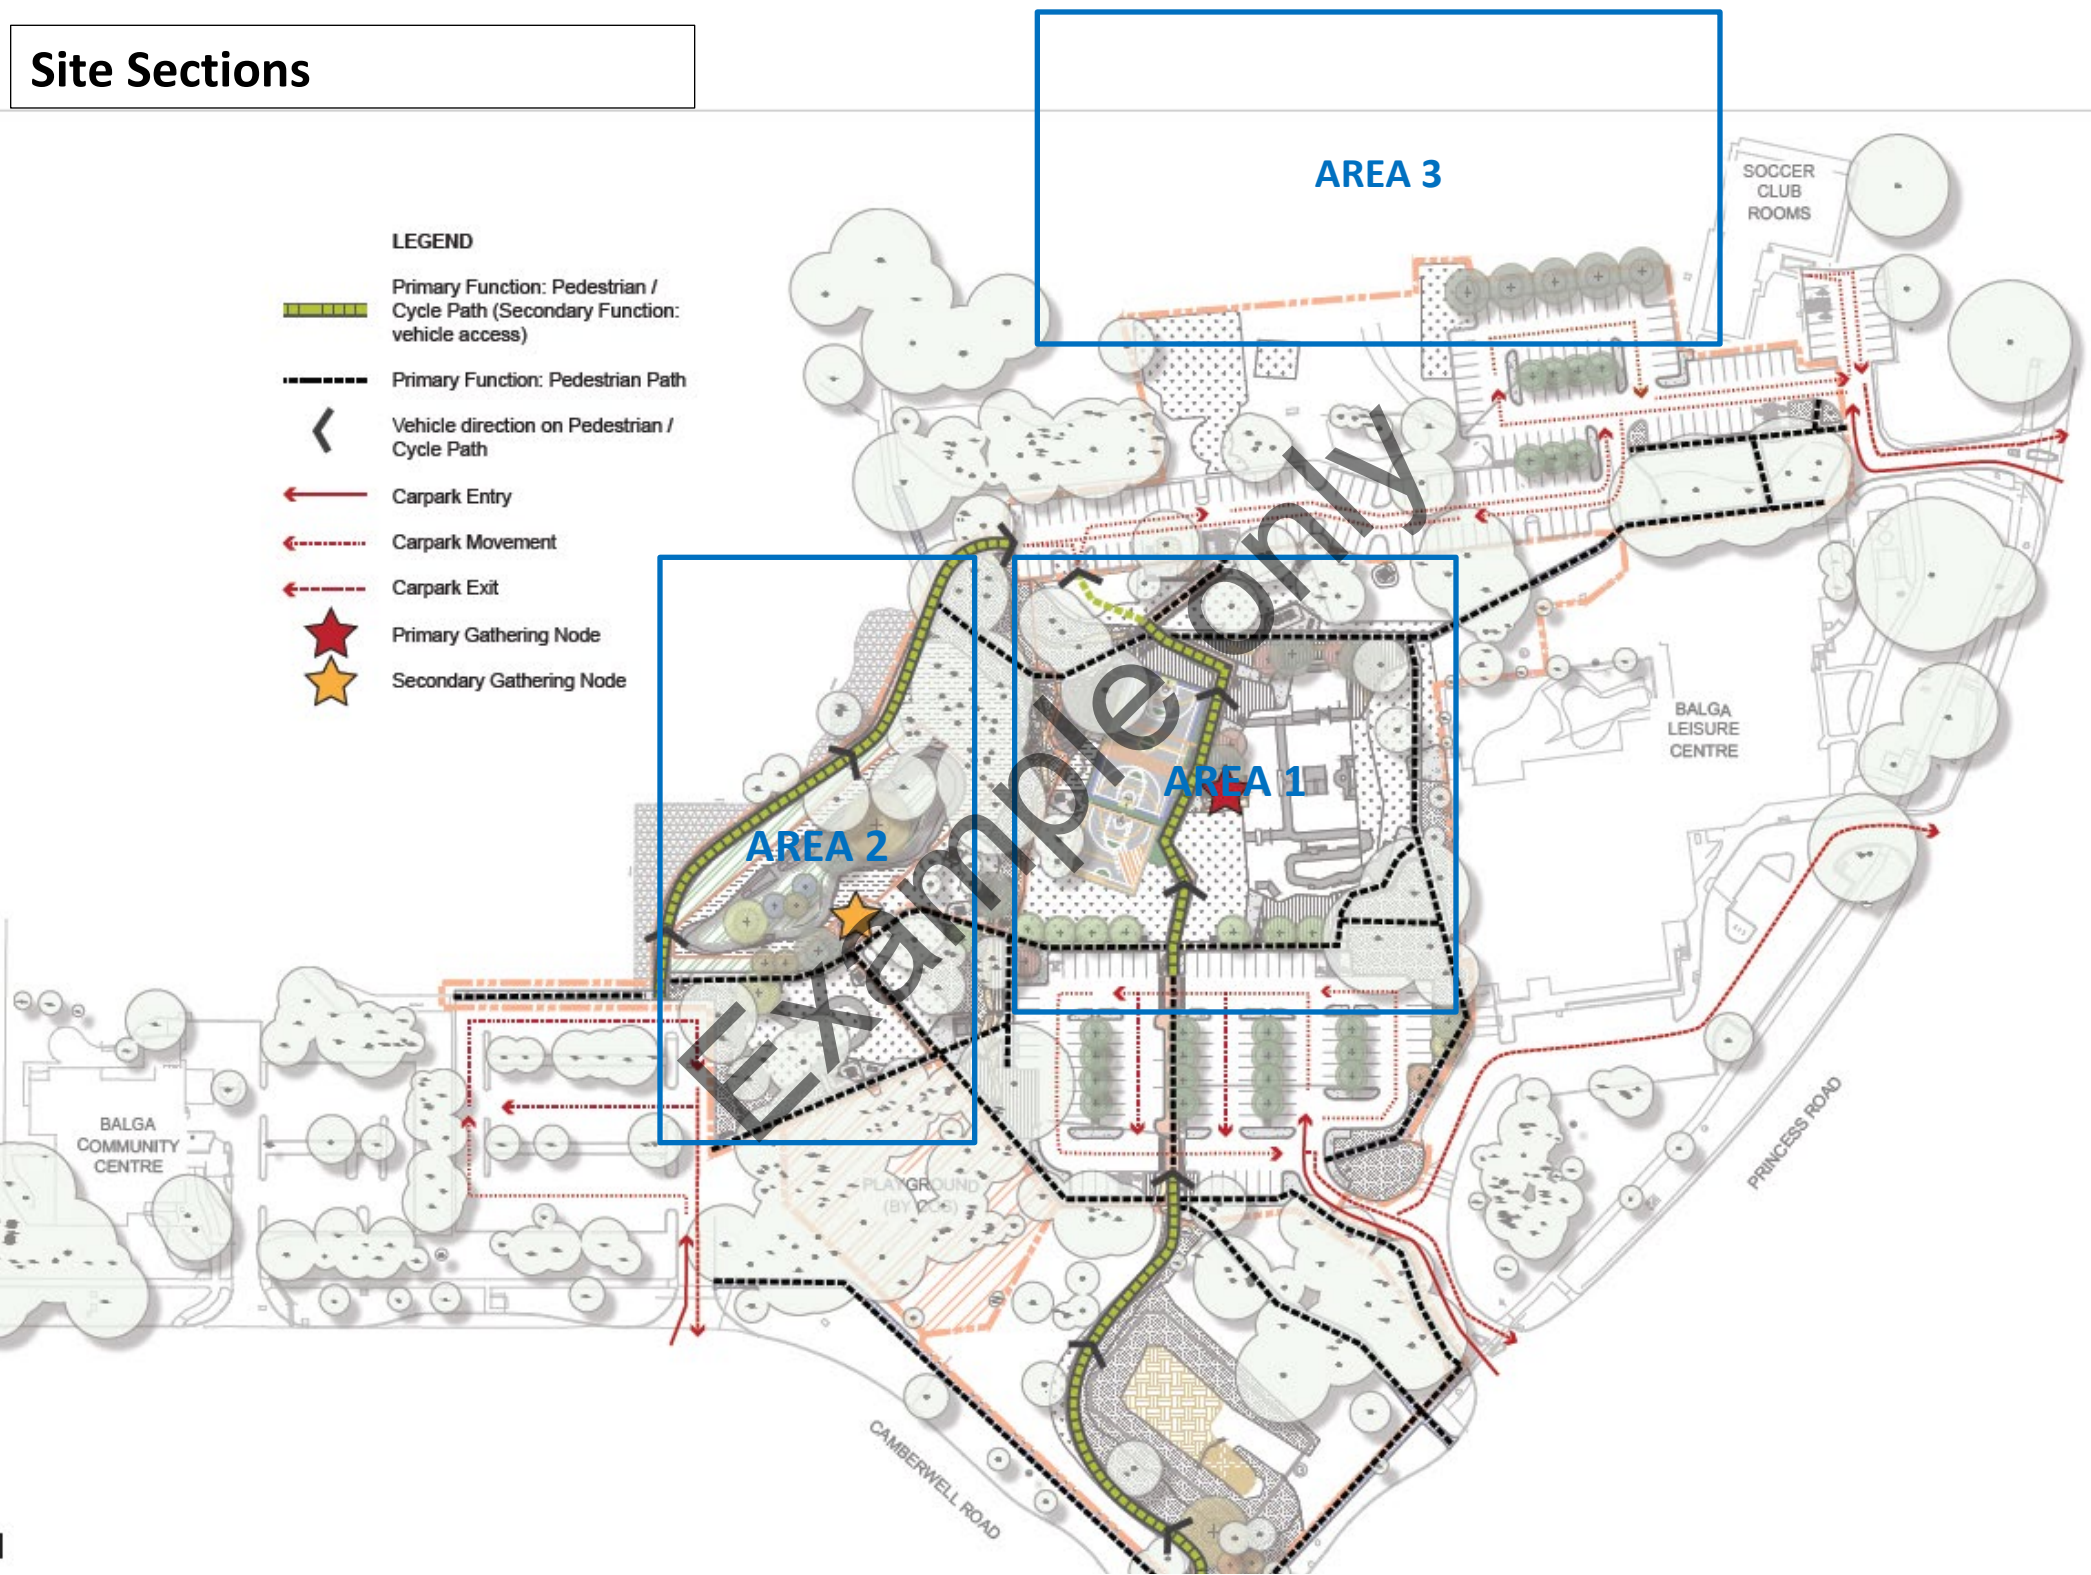 Site Sections
AREA 3
SOCCER
CLUB
ROOMS
LEGEND
Primary Function: Pedestrian /
Cycle Path (Secondary Function:
vehicle access)
Primary Function: Pedestrian Path
Vehicle direction on Pedestrian /
Cycle Path
Carpark Entry
Carpark Movement
Carpark Exit
Primary Gathering Node
Secondary Gathering Node
Example only
BALGA
LEISURE
CENTRE
AREA 1
AREA 2
BALGA
COMMUNITY
CENTRE
PLAYGROUND
(BY COS)
PRINCESS ROAD
CAMBERWELL ROAD